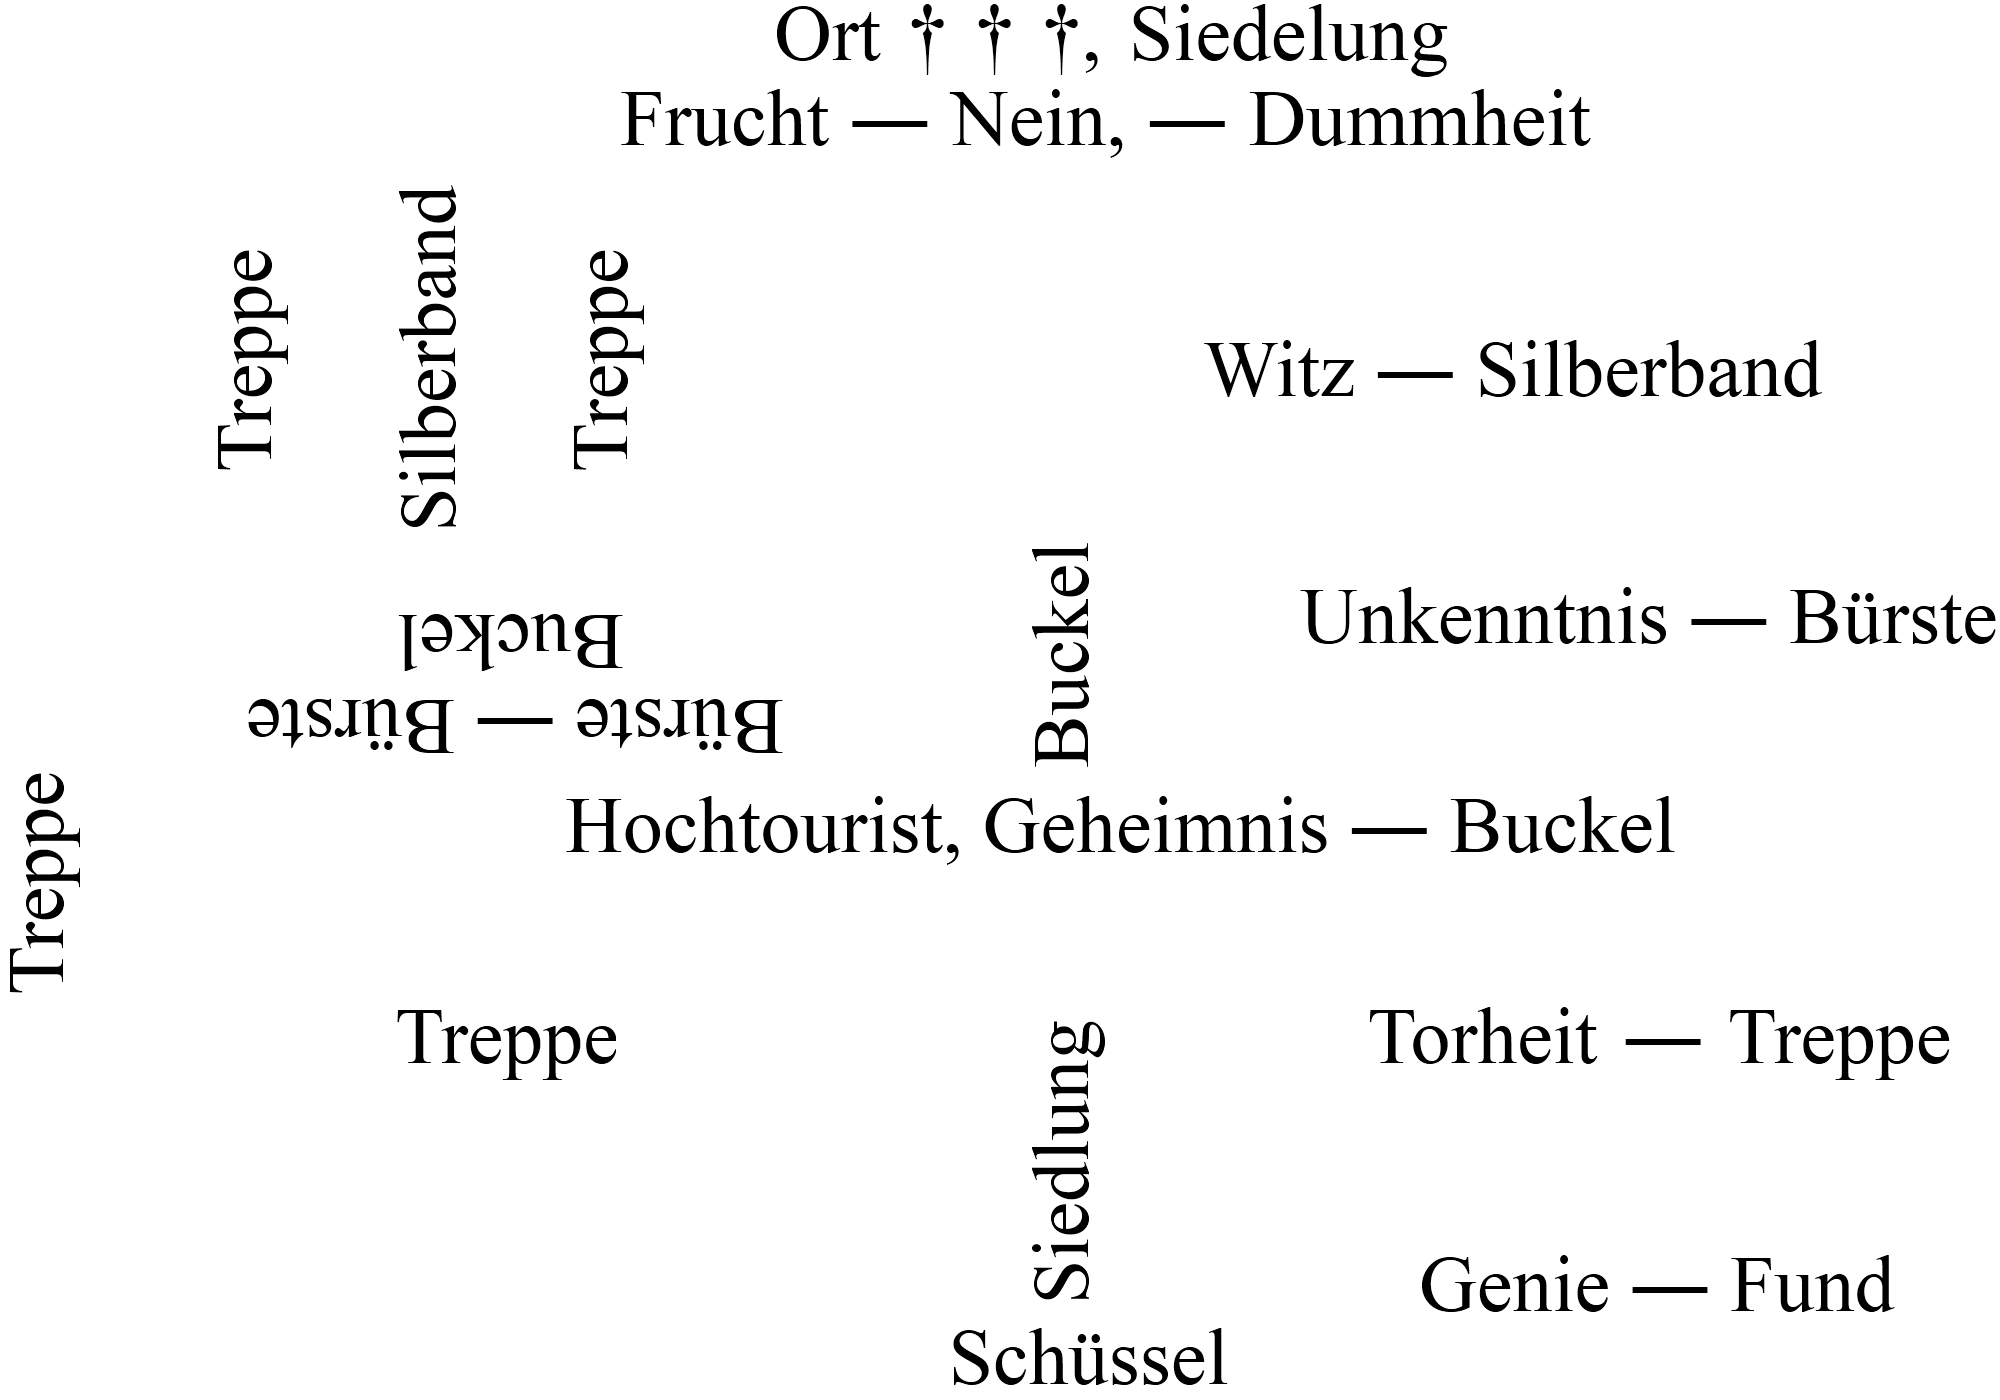 Ort † † †, Siedelung
Frucht — Nein, — Dummheit
Treppe
Silberband
Treppe
Witz — Silberband
Buckel
Buckel
Unkenntnis — Bürste
Bürste — Bürste
Hochtourist, Geheimnis — Buckel
Treppe
Treppe
Siedlung
Torheit — Treppe
Genie — Fund
Schüssel